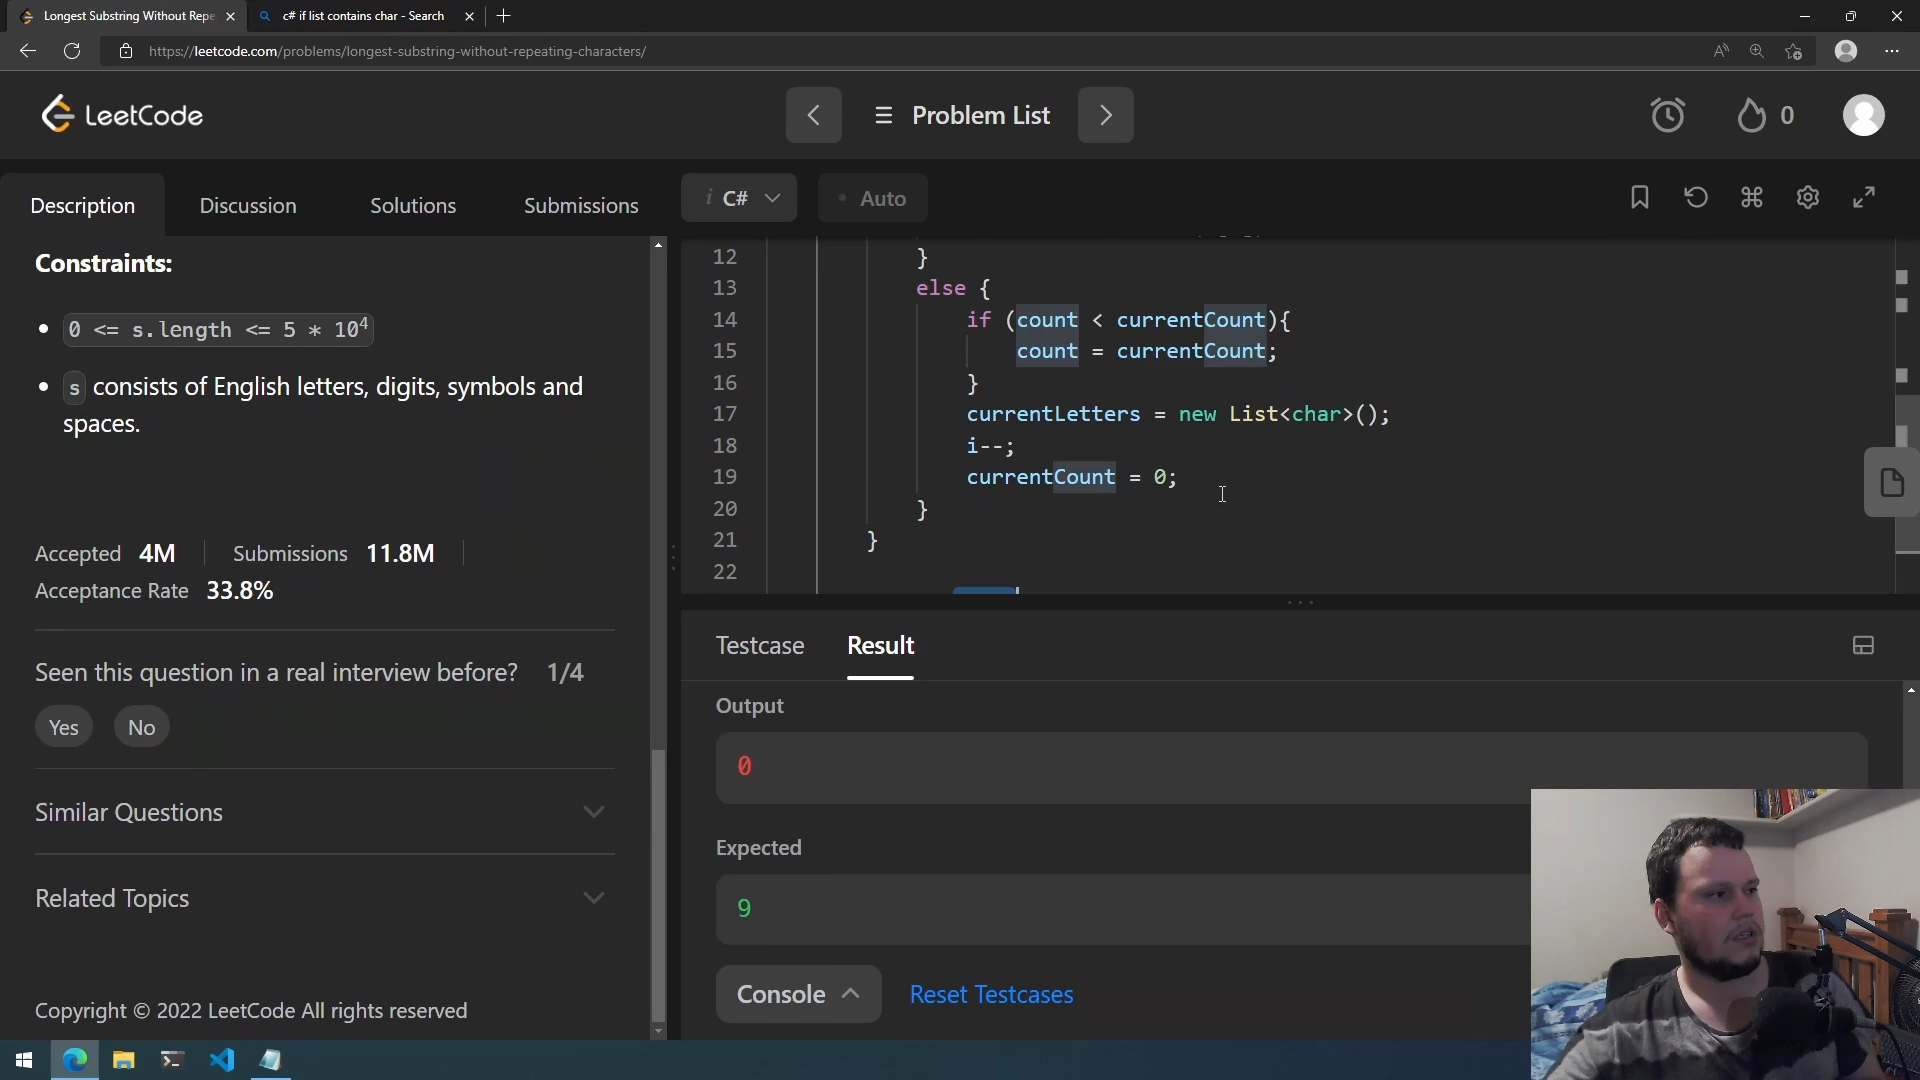 Longest Substring Without Repe
c# if list contains char - Search
https://leetcode.com/problems/longest-substring-without-repeating-characters/
LeetCode
Problem List
0
Description
Discussion
Solutions
Submissions
i C#
Auto
Constraints:
0 <= s.length <= 5 * 10⁴
s consists of English letters, digits, symbols and
spaces.
Accepted 4M
Submissions 11.8M
Acceptance Rate 33.8%
Seen this question in a real interview before? 1/4
Yes
No
Similar Questions
Related Topics
Copyright © 2022 LeetCode All rights reserved
12 }
13 else {
14 if (count < currentCount){
15 count = currentCount;
16 }
17 currentLetters = new List<char>();
18 i--;
19 currentCount = 0;
20 }
21 }
22
Testcase
Result
Output
0
Expected
9
Console
Reset Testcases